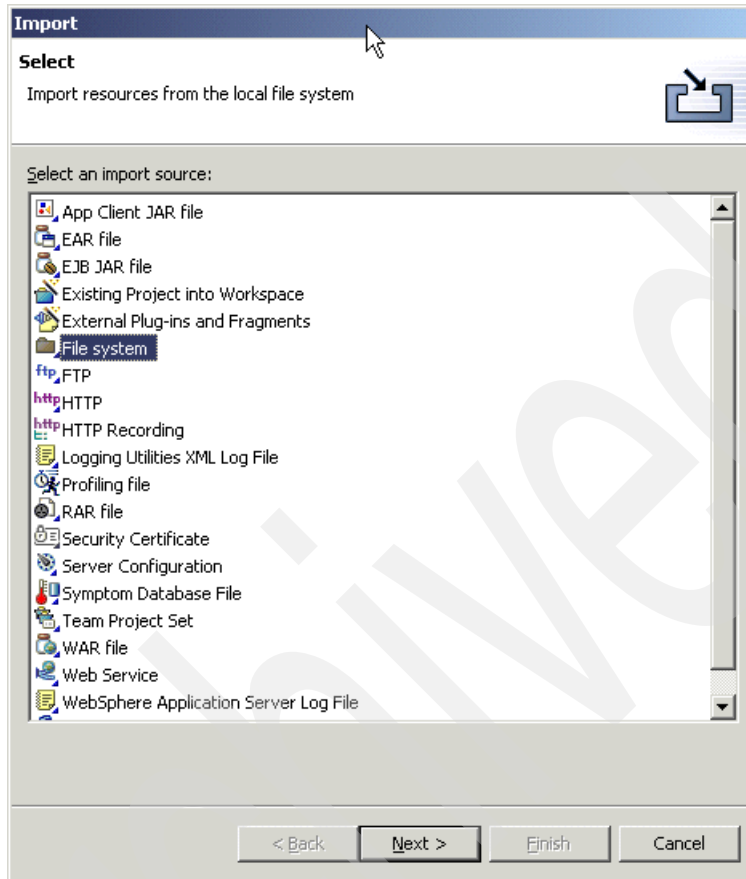 Import
Select
Import resources from the local file system
Select an import source:
App Client JAR file
EAR file
EJB JAR file
Existing Project into Workspace
External Plug-ins and Fragments
File system
ftp FTP
http HTTP
http HTTP Recording
Logging Utilities XML Log File
Profiling file
RAR file
Security Certificate
Server Configuration
Symptom Database File
Team Project Set
WAR file
Web Service
WebSphere Application Server Log File
< Back Next > Finish Cancel